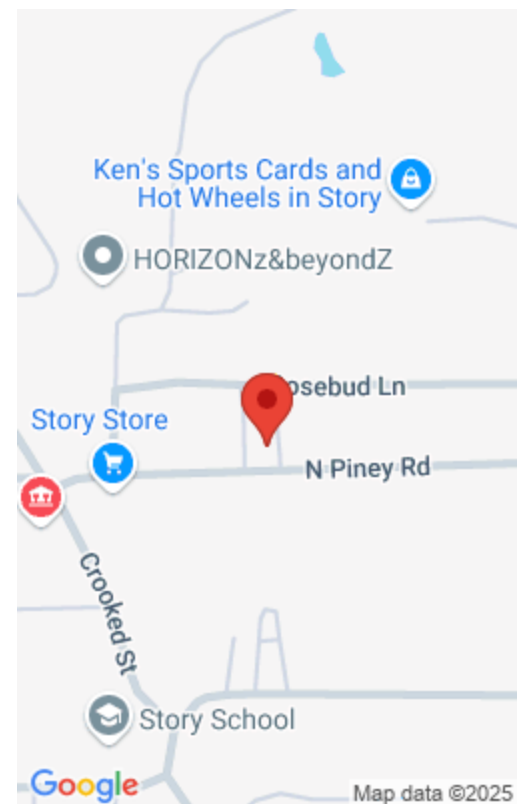 Ken's Sports Cards and
Hot Wheels in Story
HORIZONz&beyondZ
osebud Ln
Story Store
N Piney Rd
Crooked St
Story School
Google
Map data ©2025